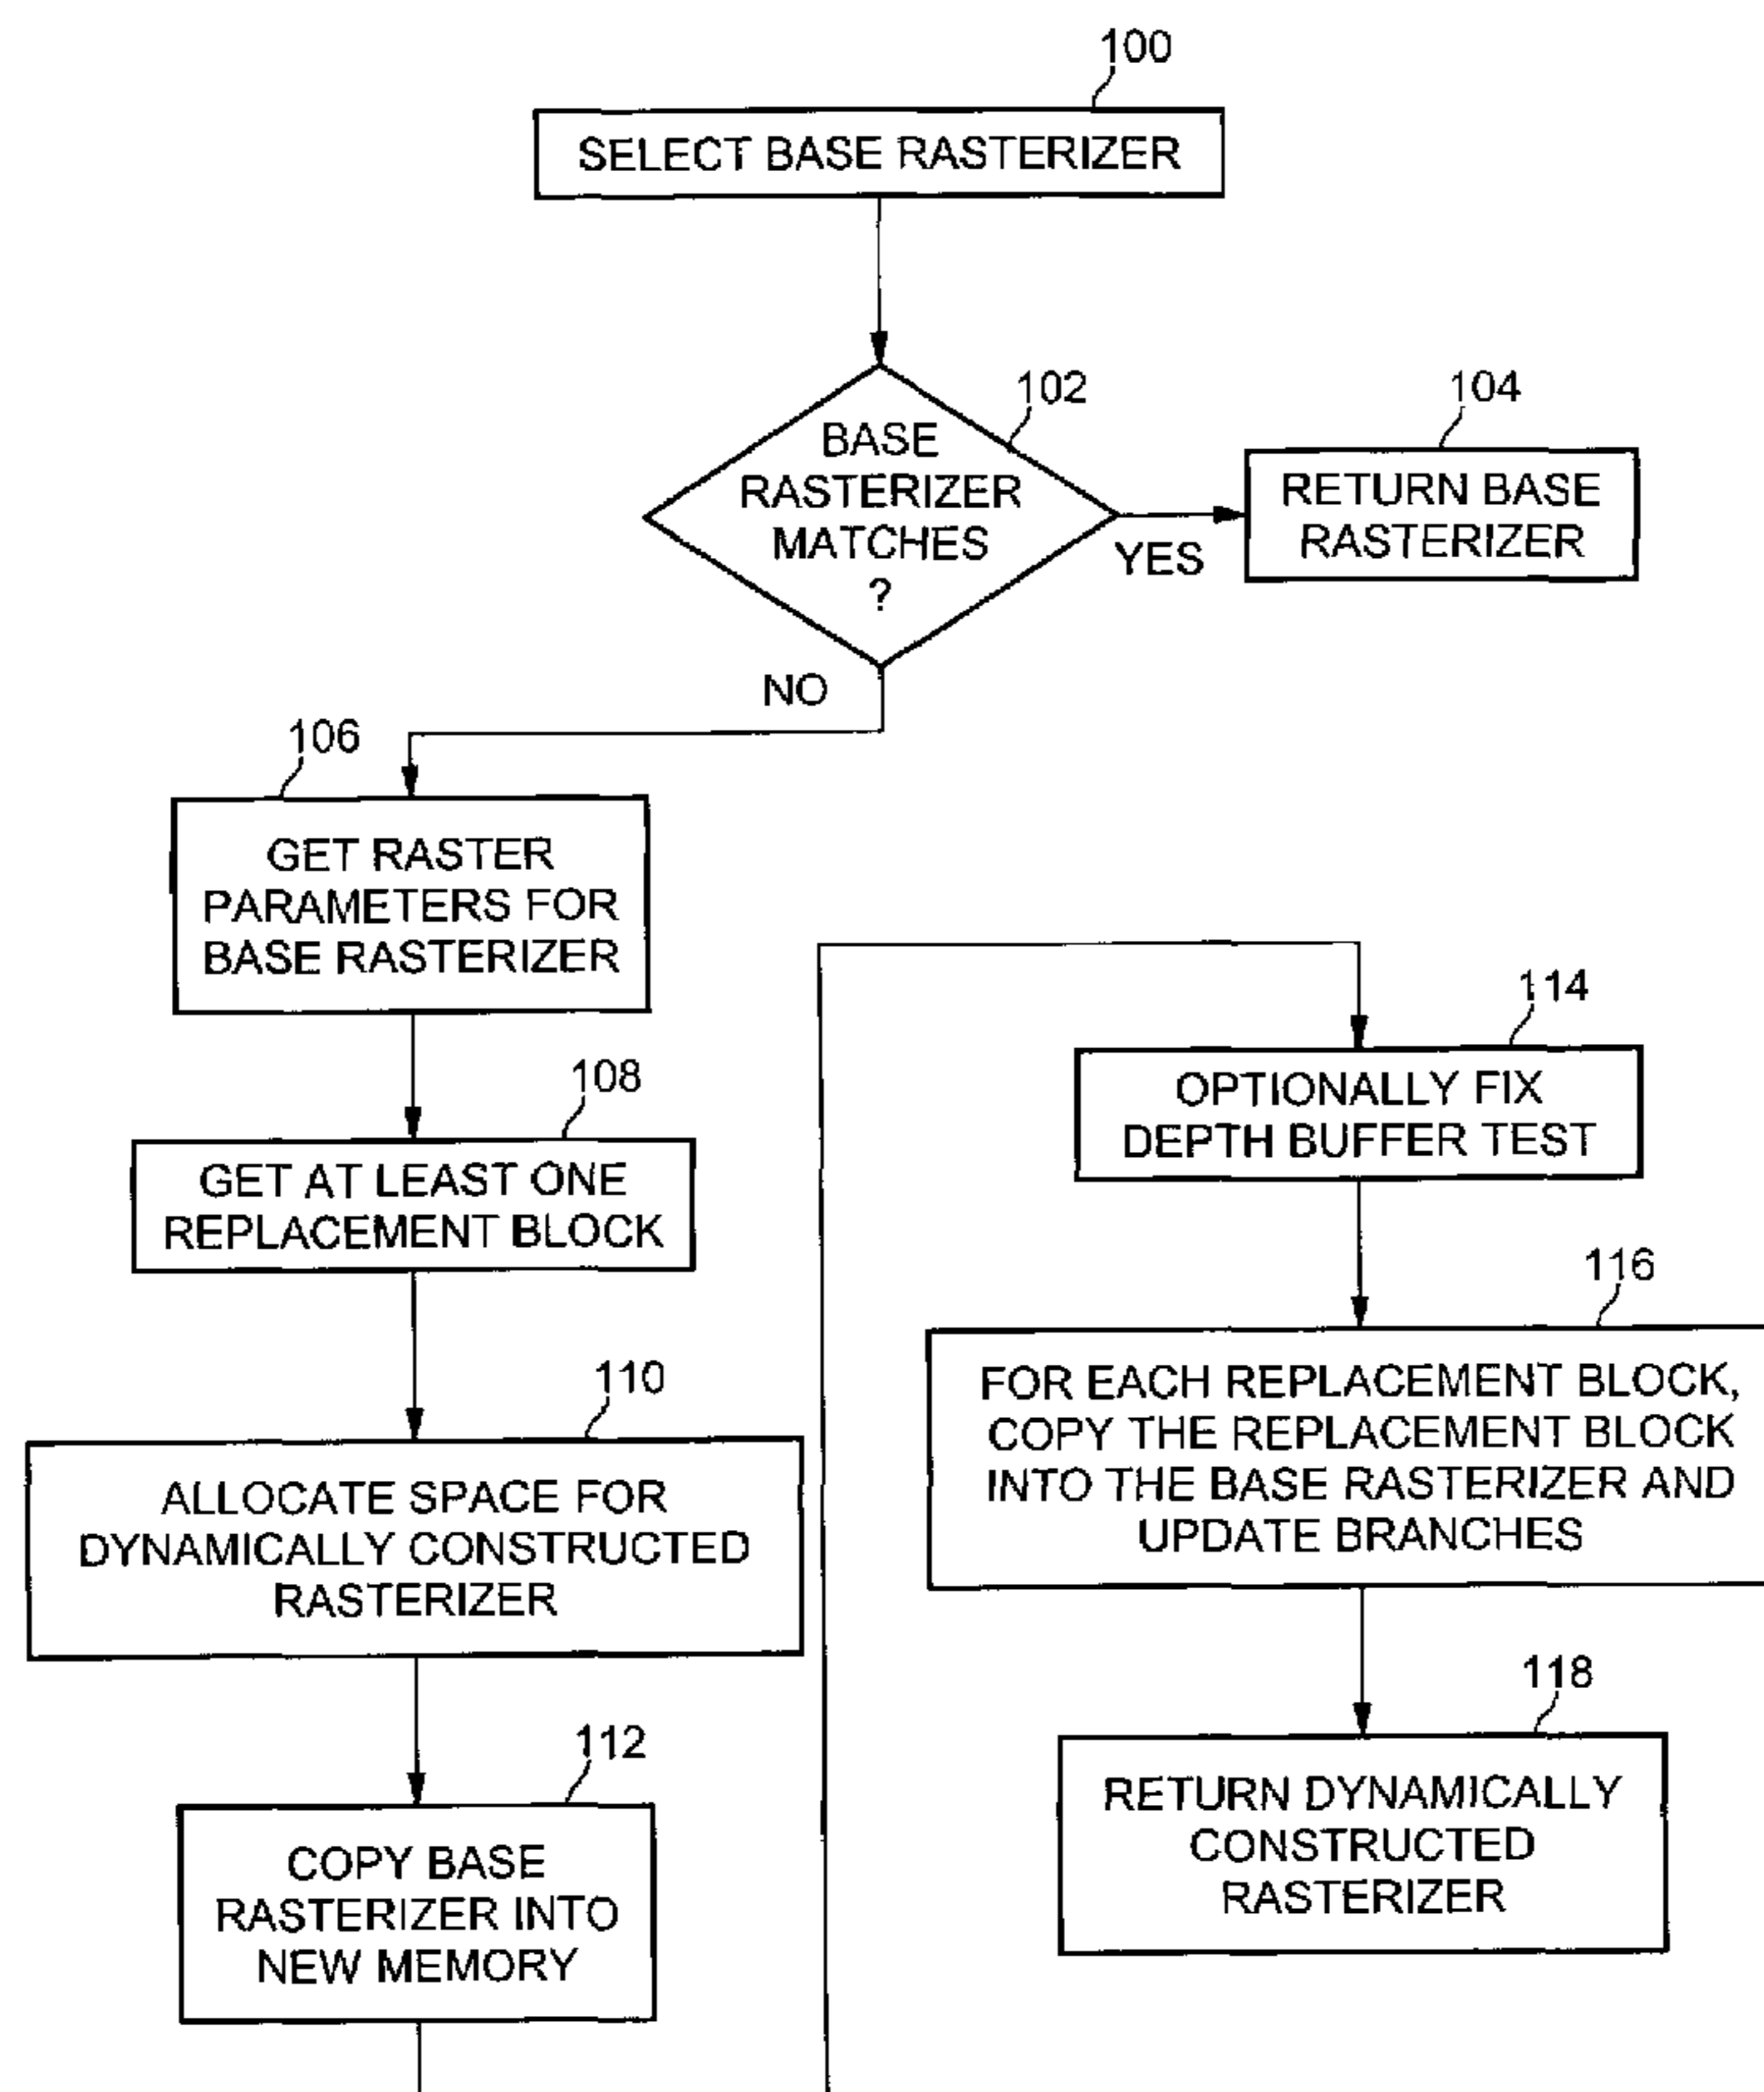 100
SELECT BASE RASTERIZER
102
BASE
RASTERIZER
MATCHES
?
YES
104
RETURN BASE
RASTERIZER
NO
106
GET RASTER
PARAMETERS FOR
BASE RASTERIZER
108
GET AT LEAST ONE
REPLACEMENT BLOCK
110
ALLOCATE SPACE FOR
DYNAMICALLY CONSTRUCTED
RASTERIZER
112
COPY BASE
RASTERIZER INTO
NEW MEMORY
114
OPTIONALLY FIX
DEPTH BUFFER TEST
116
FOR EACH REPLACEMENT BLOCK,
COPY THE REPLACEMENT BLOCK
INTO THE BASE RASTERIZER AND
UPDATE BRANCHES
118
RETURN DYNAMICALLY
CONSTRUCTED
RASTERIZER